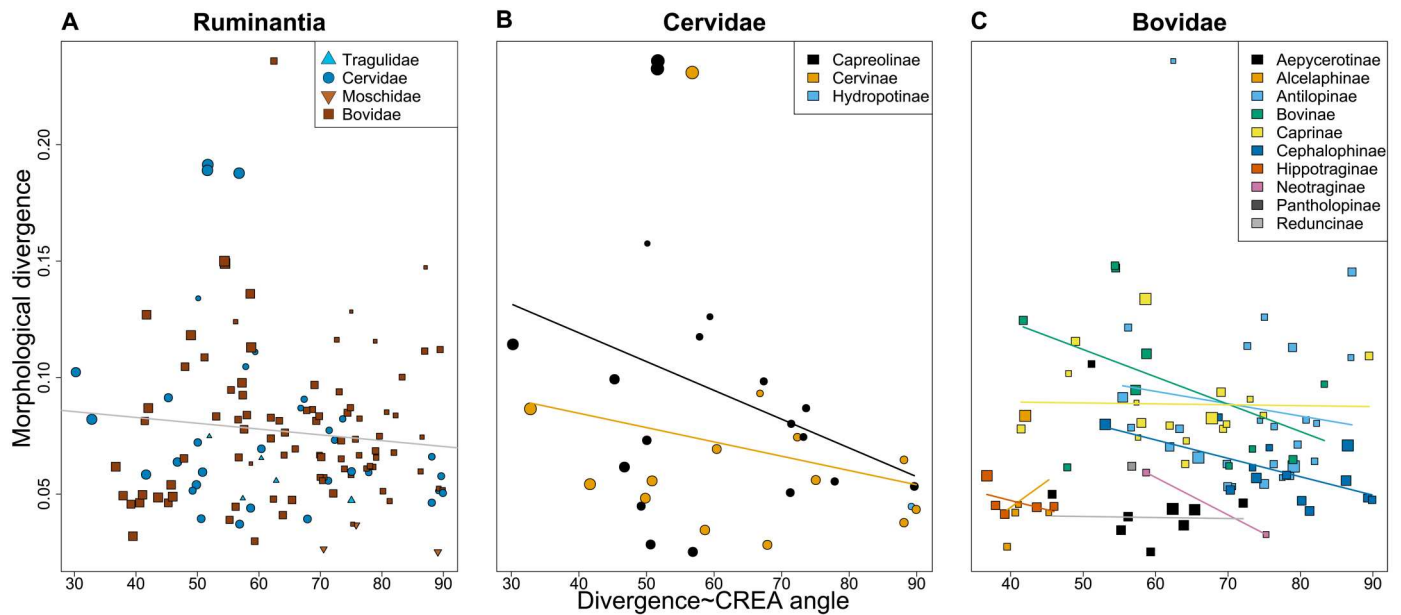 A Ruminantia
B Cervidae
C Bovidae
Morphological divergence
0.20
0.15
0.10
0.05
Tragulidae
Cervidae
Moschidae
Bovidae
30 40 50 60 70 80 90
Capreolinae
Cervinae
Hydropotinae
30 40 50 60 70 80 90
Aepycerotinae
Alcelaphinae
Antilopinae
Bovinae
Caprinae
Cephalophinae
Hippotraginae
Neotraginae
Pantholopinae
Reduncinae
40 50 60 70 80 90
Divergence~CREA angle